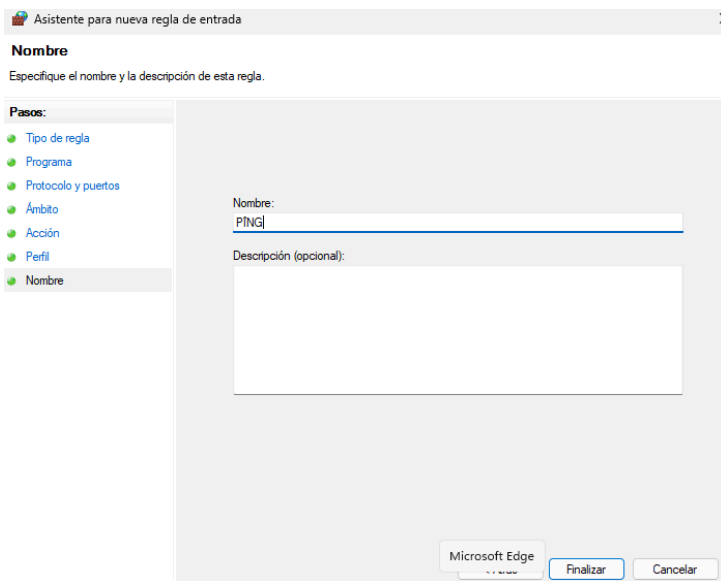 Asistente para nueva regla de entrada
Nombre
Especifique el nombre y la descripción de esta regla.
Pasos:
Tipo de regla
Programa
Protocolo y puertos
Ámbito
Acción
Perfil
Nombre
Nombre:
PING
Descripción (opcional):
Microsoft Edge
Finalizar
Cancelar